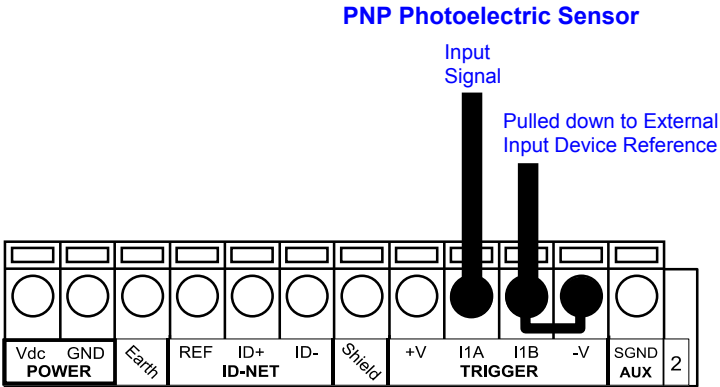 PNP Photoelectric Sensor
Input
Signal
Pulled down to External
Input Device Reference
Vdc GND Earth REF ID+ ID- Shield +V I1A I1B -V SGND 2
POWER ID-NET TRIGGER AUX